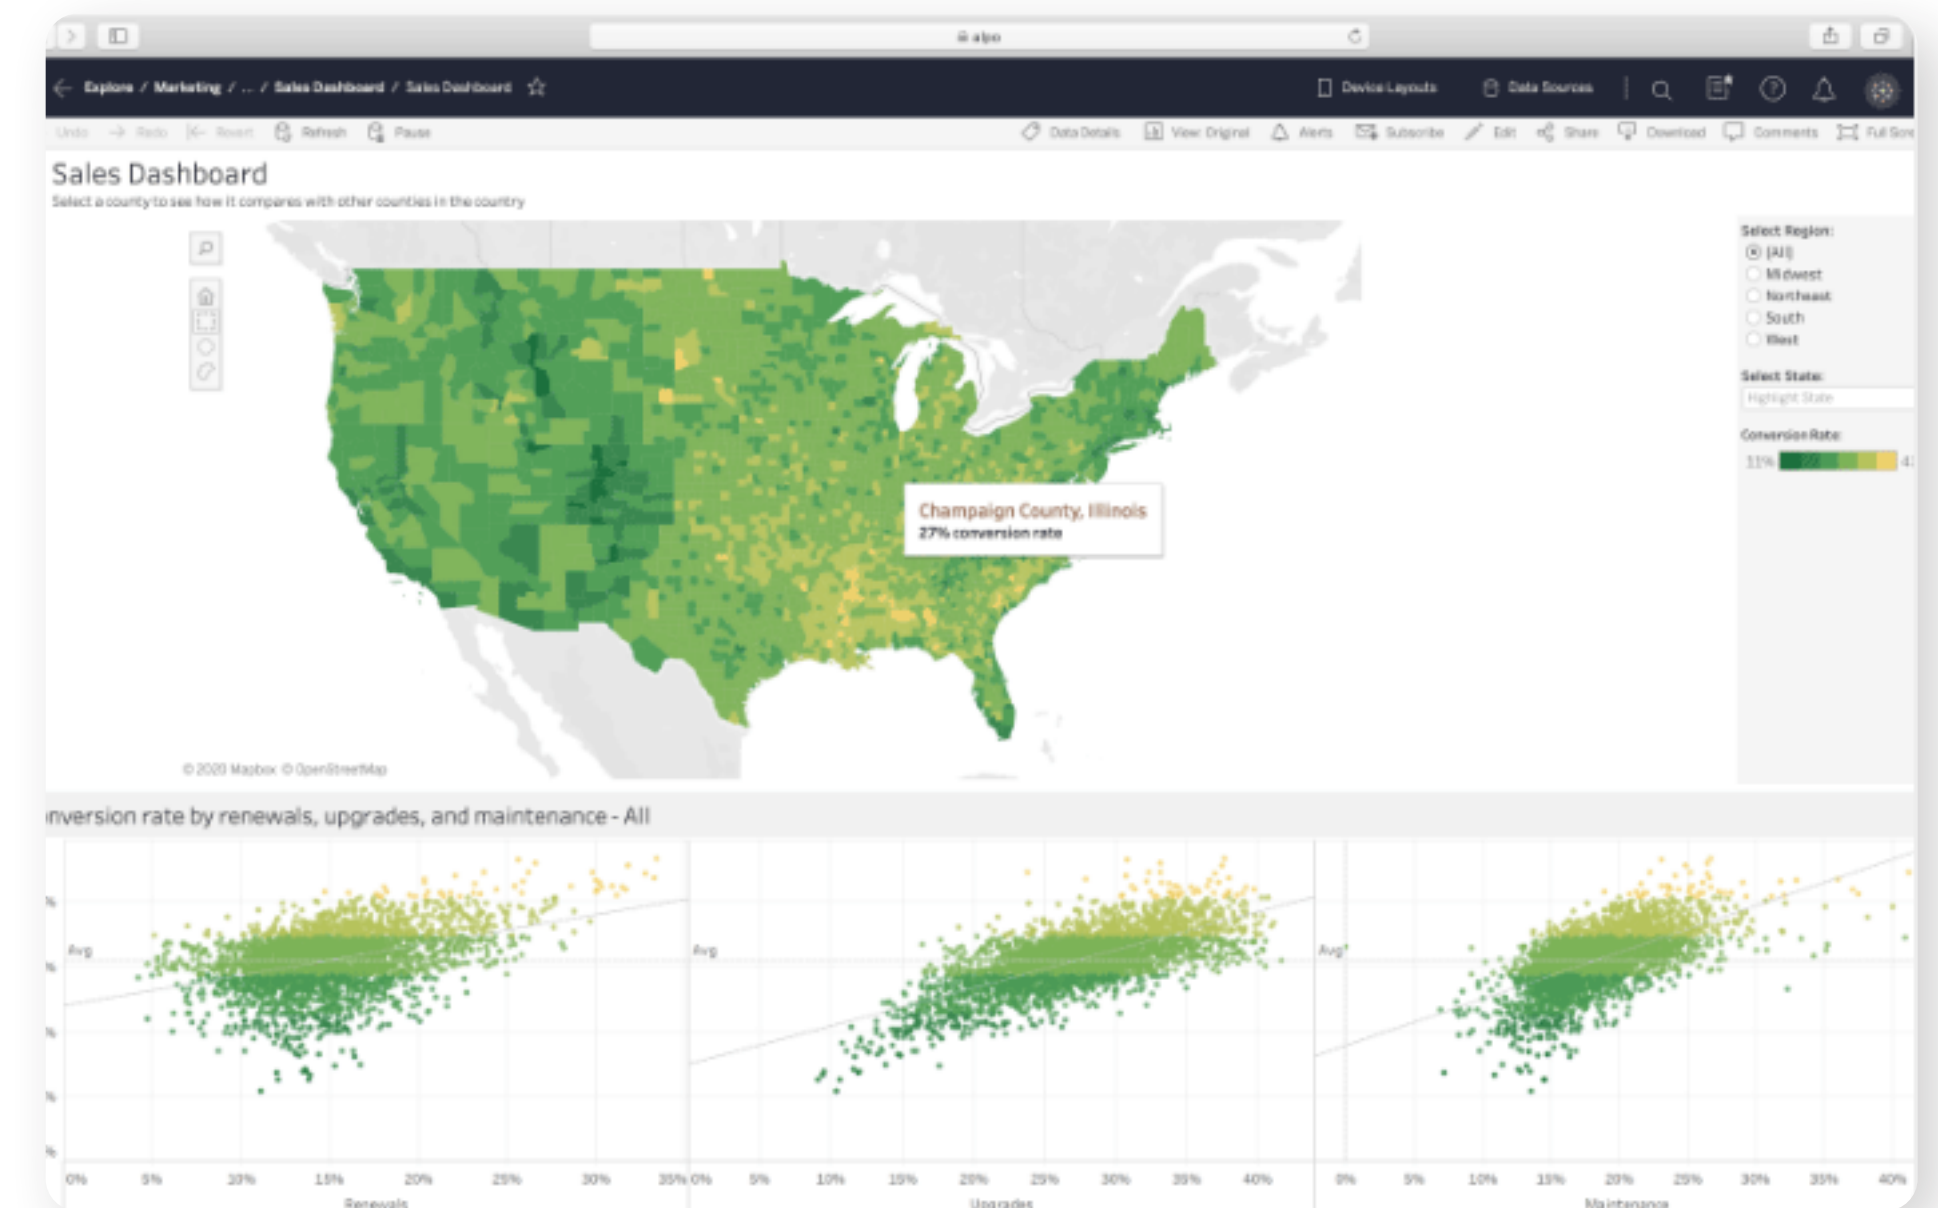 alpo
Explore / Marketing / ... / Sales Dashboard / Sales Dashboard
Device Layouts
Data Sources
Undo
Redo
Revert
Refresh
Pause
Data Details
View: Original
Alerts
Subscribe
Edit
Share
Download
Comments
Full Scre
Sales Dashboard
Select a county to see how it compares with other counties in the country
Select Region:
(All)
Midwest
Northeast
South
West
Select State:
Highlight State
Conversion Rate:
11%
Champaign County, Illinois
27% conversion rate
© 2020 Mapbox © OpenStreetMap
nversion rate by renewals, upgrades, and maintenance - All
Avg
Avg
Avg
0% 5% 10% 15% 20% 25% 30% 35%
0% 5% 10% 15% 20% 25% 30% 35% 40%
0% 5% 10% 15% 20% 25% 30% 35% 40%
Renewals
Upgrades
Maintenance